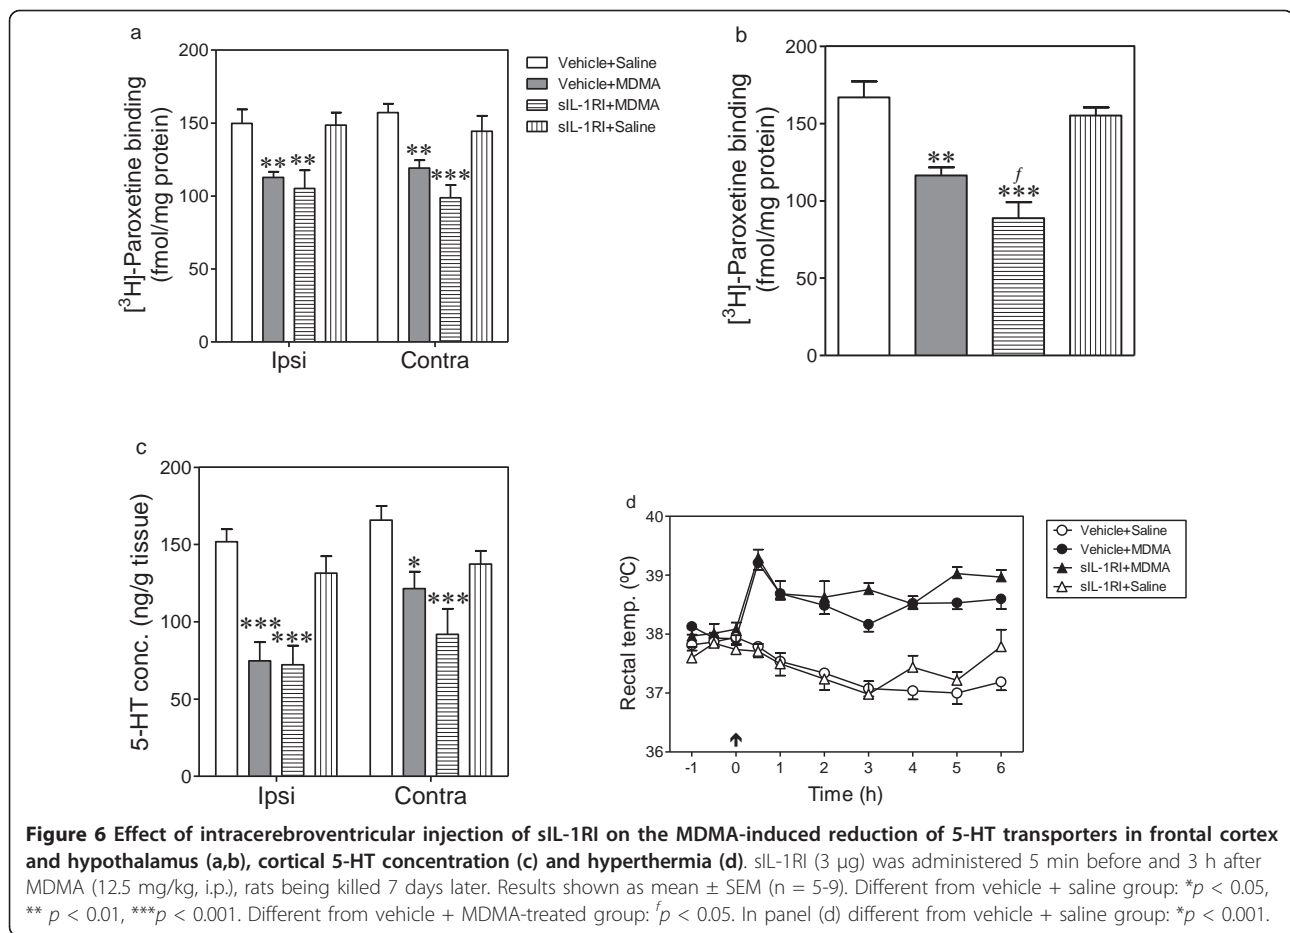 a
200
150
100
50
0
[³H]-Paroxetine binding
(fmol/mg protein)
** **
**
***
Ipsi Contra
Vehicle+Saline
Vehicle+MDMA
sIL-1RI+MDMA
sIL-1RI+Saline
b
200
150
100
50
0
[³H]-Paroxetine binding
(fmol/mg protein)
**
f
***
c
200
150
100
50
0
5-HT conc. (ng/g tissue)
*** ***
*
***
Ipsi Contra
d
40
39
38
37
36
Rectal temp. (ºC)
-1 0 1 2 3 4 5 6
Time (h)
Vehicle+Saline
Vehicle+MDMA
sIL-1RI+MDMA
sIL-1RI+Saline
Figure 6 Effect of intracerebroventricular injection of sIL-1RI on the MDMA-induced reduction of 5-HT transporters in frontal cortex
and hypothalamus (a,b), cortical 5-HT concentration (c) and hyperthermia (d). sIL-1RI (3 μg) was administered 5 min before and 3 h after
MDMA (12.5 mg/kg, i.p.), rats being killed 7 days later. Results shown as mean ± SEM (n = 5-9). Different from vehicle + saline group: *p < 0.05,
** p < 0.01, ***p < 0.001. Different from vehicle + MDMA-treated group: ᶠp < 0.05. In panel (d) different from vehicle + saline group: *p < 0.001.